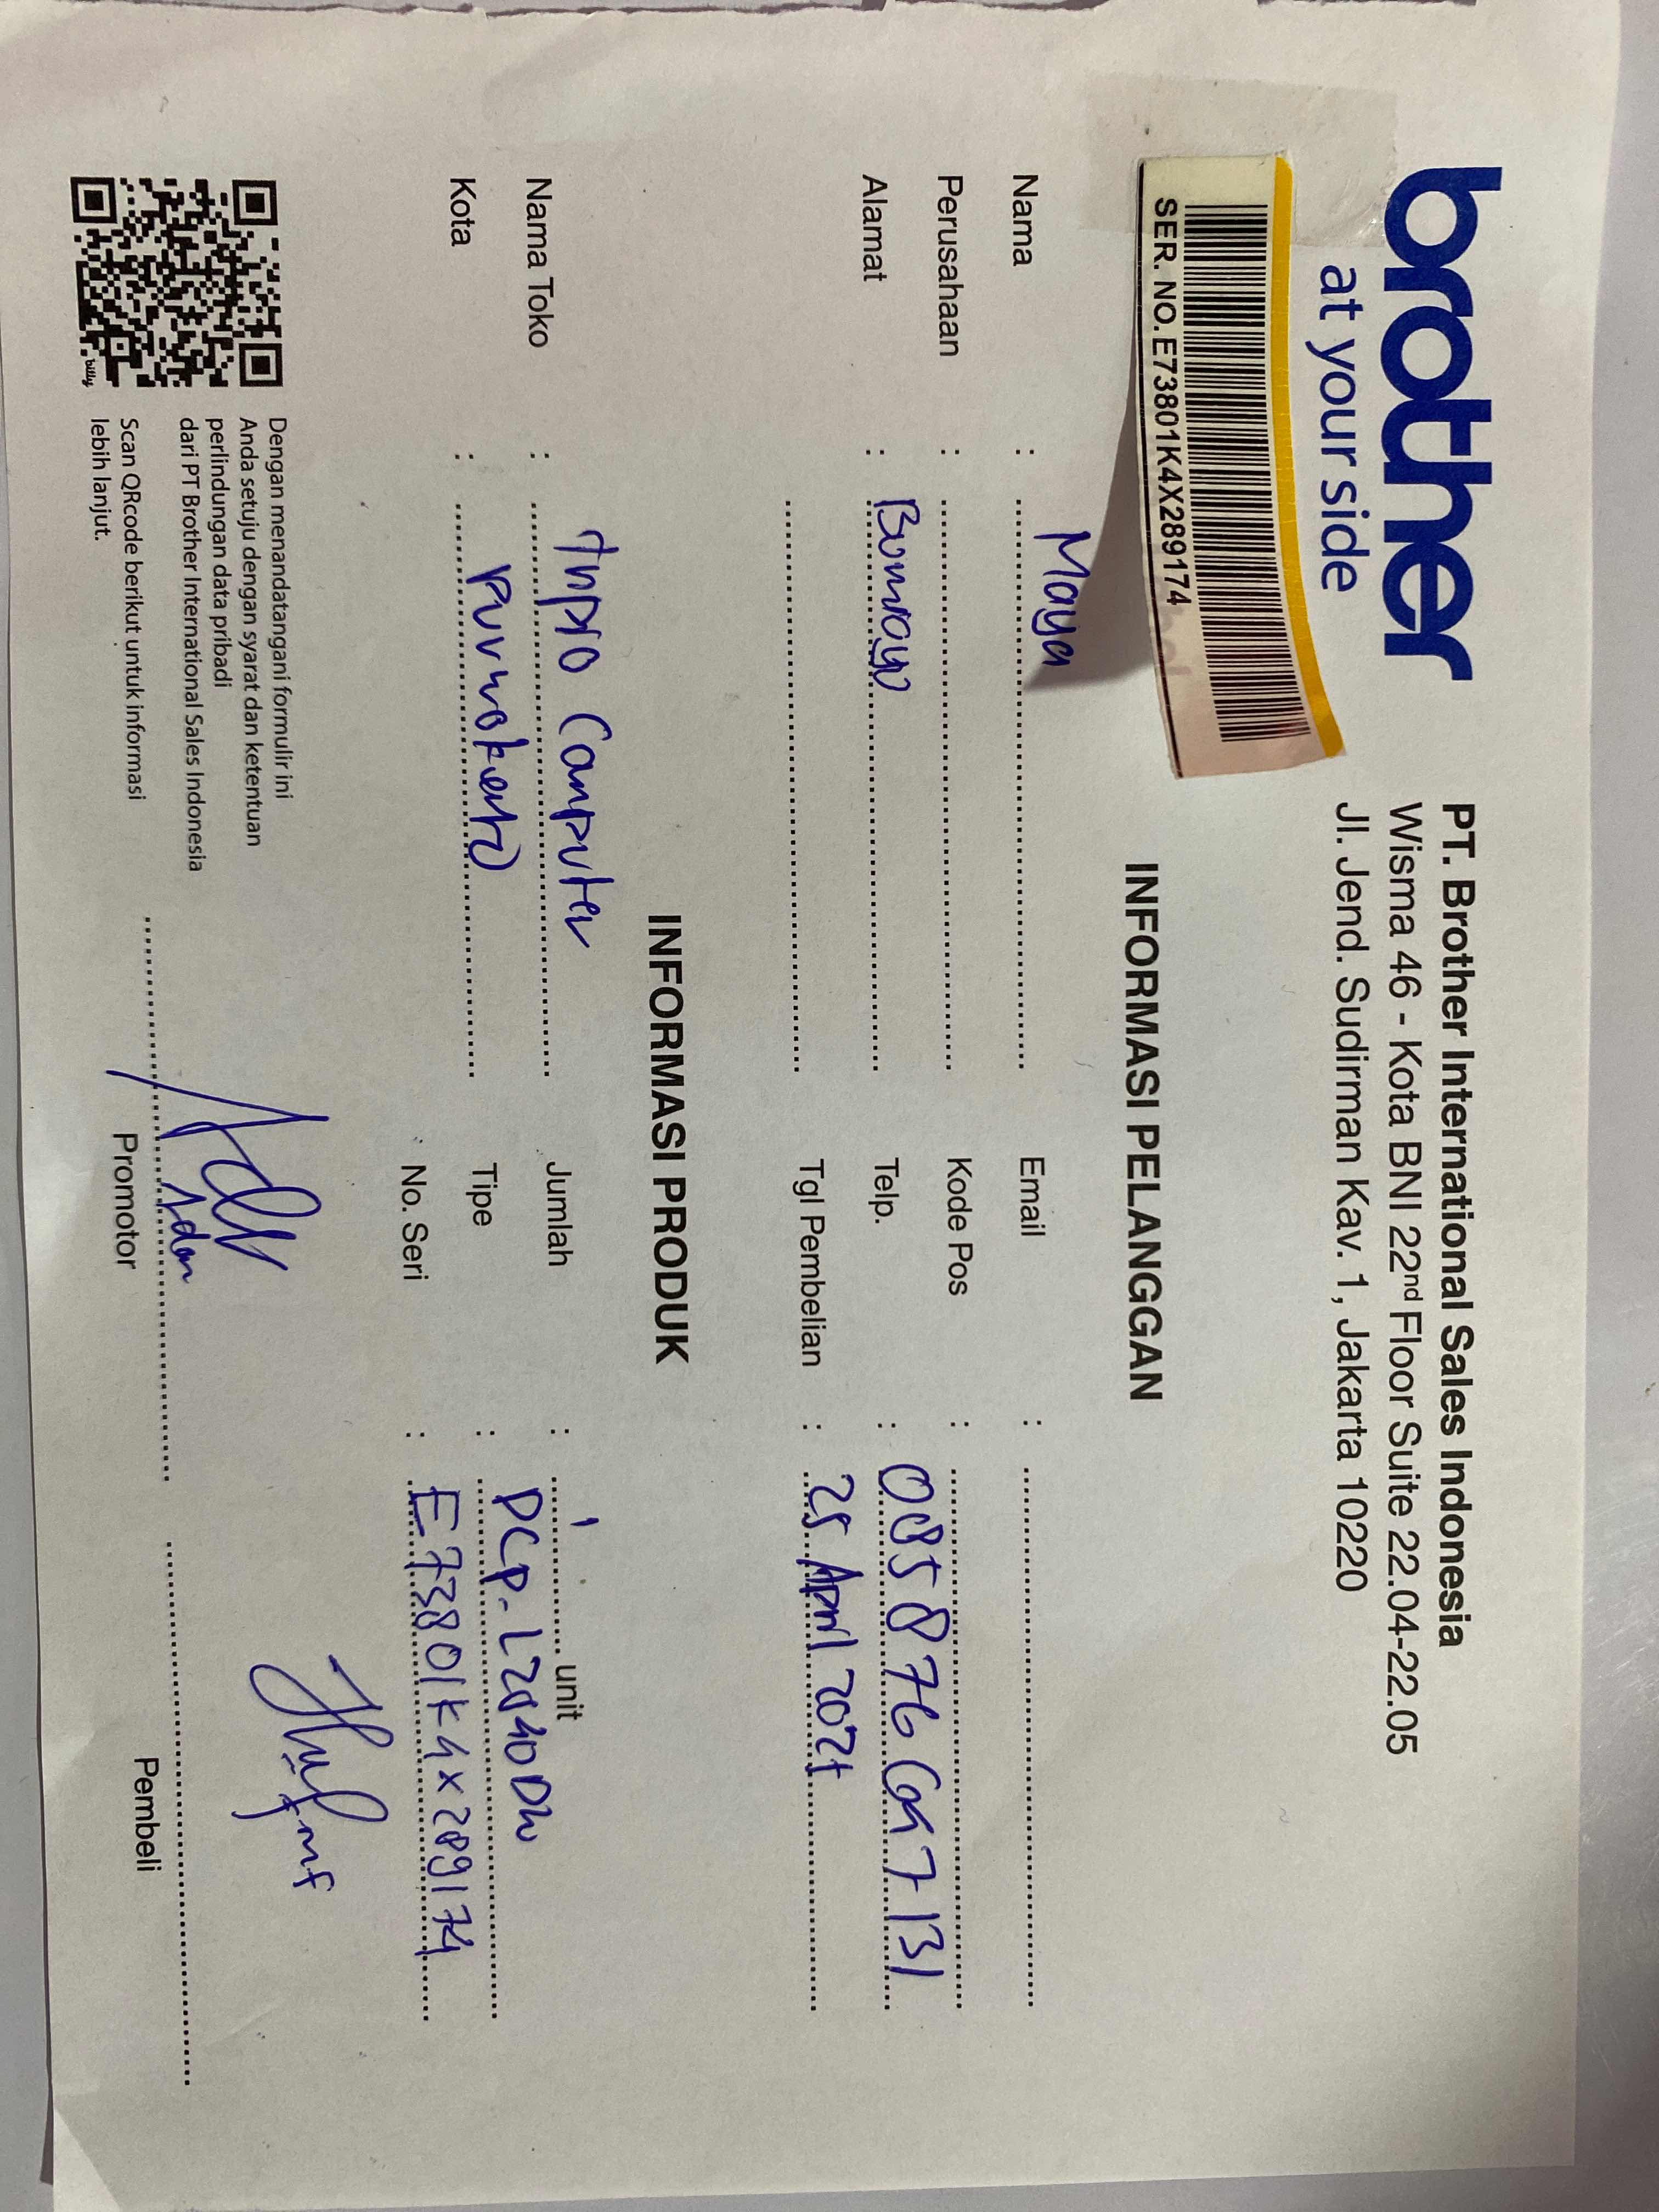 brother
at your side
PT. Brother International Sales Indonesia
Wisma 46 - Kota BNI 22nd Floor Suite 22.04-22.05
Jl. Jend. Sudirman Kav. 1, Jakarta 10220
SER. NO. E73801K4X289174
INFORMASI PELANGGAN
Nama : Maya
Email :
Perusahaan :
Kode Pos :
Alamat :
Telp. :
Tgl Pembelian : 25 April
INFORMASI PRODUK
Nama Toko : Inpro Computer
Jumlah : 1 unit
Kota : Purwokerto
Tipe : DCP-L2540DW
No. Seri : E73801K4X289174
Dengan menandatangani formulir ini
Anda setuju dengan syarat dan ketentuan
perlindungan data pribadi
dari PT Brother International Sales Indonesia
Scan QRcode berikut untuk informasi
lebih lanjut.
billy
Adan
Promotor
Pembeli